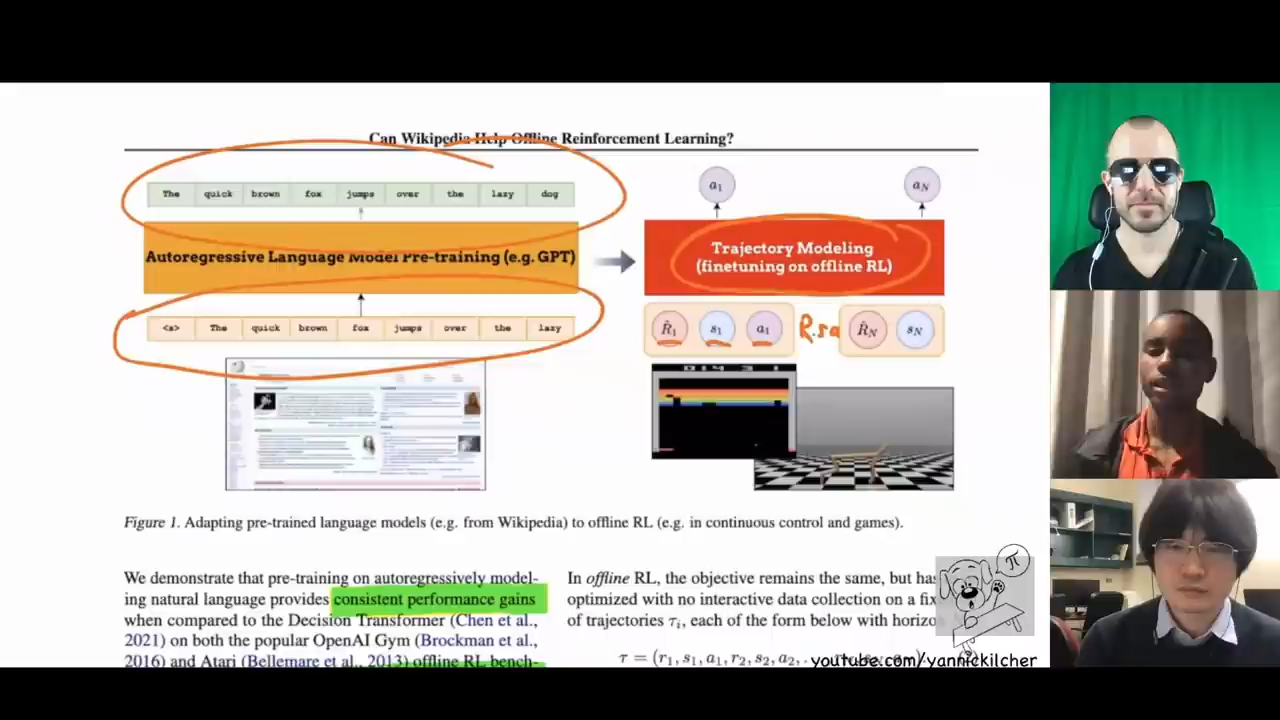 Can Wikipedia Help Offline Reinforcement Learning?
The quick brown fox jumps over the lazy dog
Autoregressive Language Model Pre-training (e.g. GPT)
<s> The quick brown fox jumps over the lazy
a₁ a_N
Trajectory Modeling
(finetuning on offline RL)
R̂₁ s₁ a₁ R.sa R̂_N s_N
Figure 1. Adapting pre-trained language models (e.g. from Wikipedia) to offline RL (e.g. in continuous control and games).
We demonstrate that pre-training on autoregressively model-
ing natural language provides consistent performance gains
when compared to the Decision Transformer (Chen et al.,
2021) on both the popular OpenAI Gym (Brockman et al.,
2016) and Atari (Bellemare et al., 2013) offline RL bench-
In offline RL, the objective remains the same, but has
optimized with no interactive data collection on a fix
of trajectories τᵢ, each of the form below with horizo
τ = (r₁, s₁, a₁, r₂, s₂, a₂, .
π
youtube.com/yannickilcher